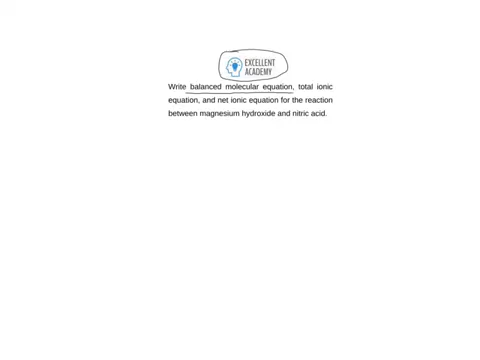 EXCELLENT
ACADEMY
Write balanced molecular equation, total ionic
equation, and net ionic equation for the reaction
between magnesium hydroxide and nitric acid.